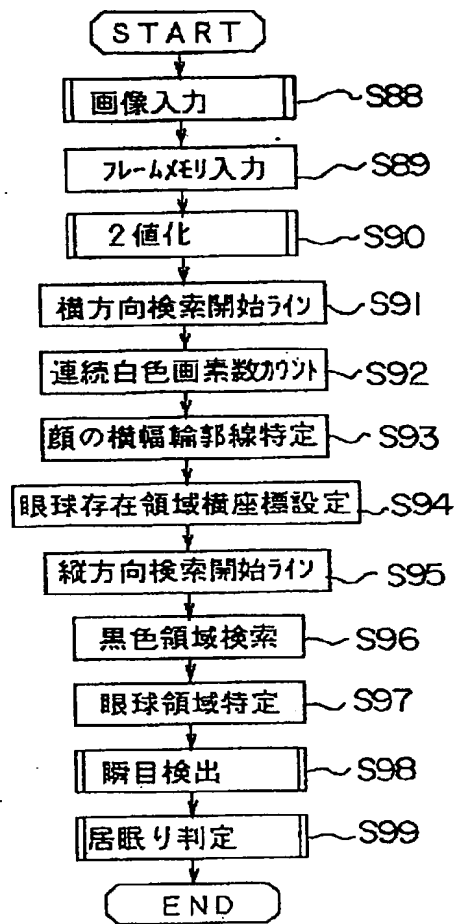 START
画像入力 S88
フレームメモリ入力 S89
2値化 S90
横方向検索開始ライン S91
連続白色画素数カウント S92
顔の横幅輪郭線特定 S93
眼球存在領域横座標設定 S94
縦方向検索開始ライン S95
黒色領域検索 S96
眼球領域特定 S97
瞬目検出 S98
居眠り判定 S99
END